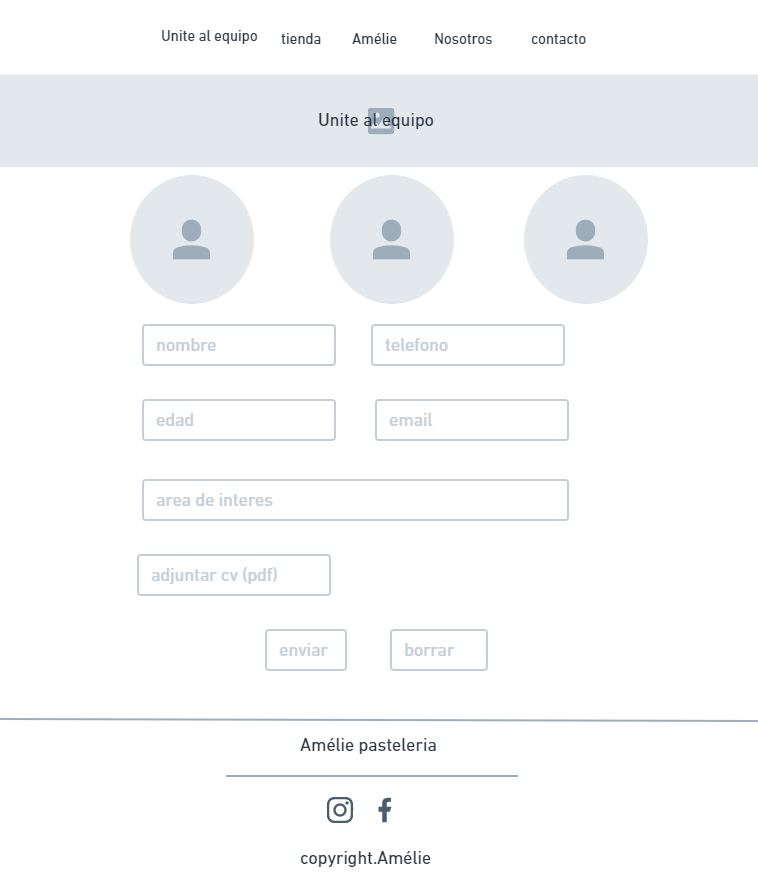 Unite al equipo tienda Amélie Nosotros contacto
Unite al equipo
nombre telefono
edad email
area de interes
adjuntar cv (pdf)
enviar borrar
Amélie pasteleria
copyright.Amélie